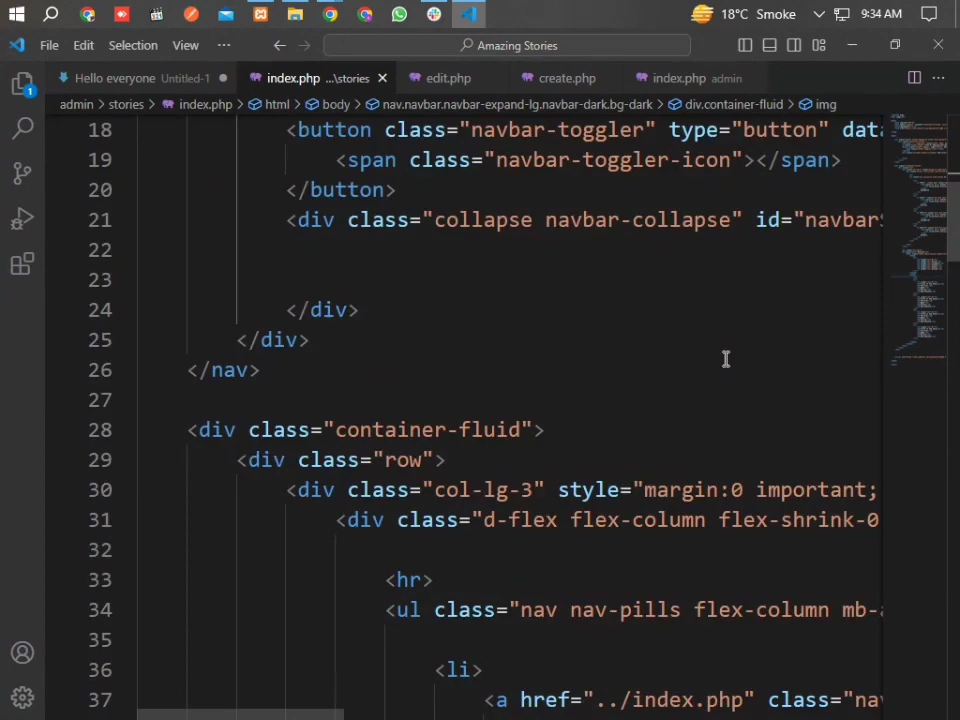 18°C Smoke
9:34 AM
File Edit Selection View ··· Amazing Stories
Hello everyone Untitled-1 index.php ...\stories edit.php create.php index.php admin
admin > stories > index.php > html > body > nav.navbar.navbar-expand-lg.navbar-dark.bg-dark > div.container-fluid > img
1
18 <button class="navbar-toggler" type="button" data
19 <span class="navbar-toggler-icon"></span>
20 </button>
21 <div class="collapse navbar-collapse" id="navbarS
22
23
24 </div>
25 </div>
26 </nav>
27
28 <div class="container-fluid">
29 <div class="row">
30 <div class="col-lg-3" style="margin:0 important;
31 <div class="d-flex flex-column flex-shrink-0
32
33 <hr>
34 <ul class="nav nav-pills flex-column mb-a
35
36 <li>
37 <a href="../index.php" class="nav